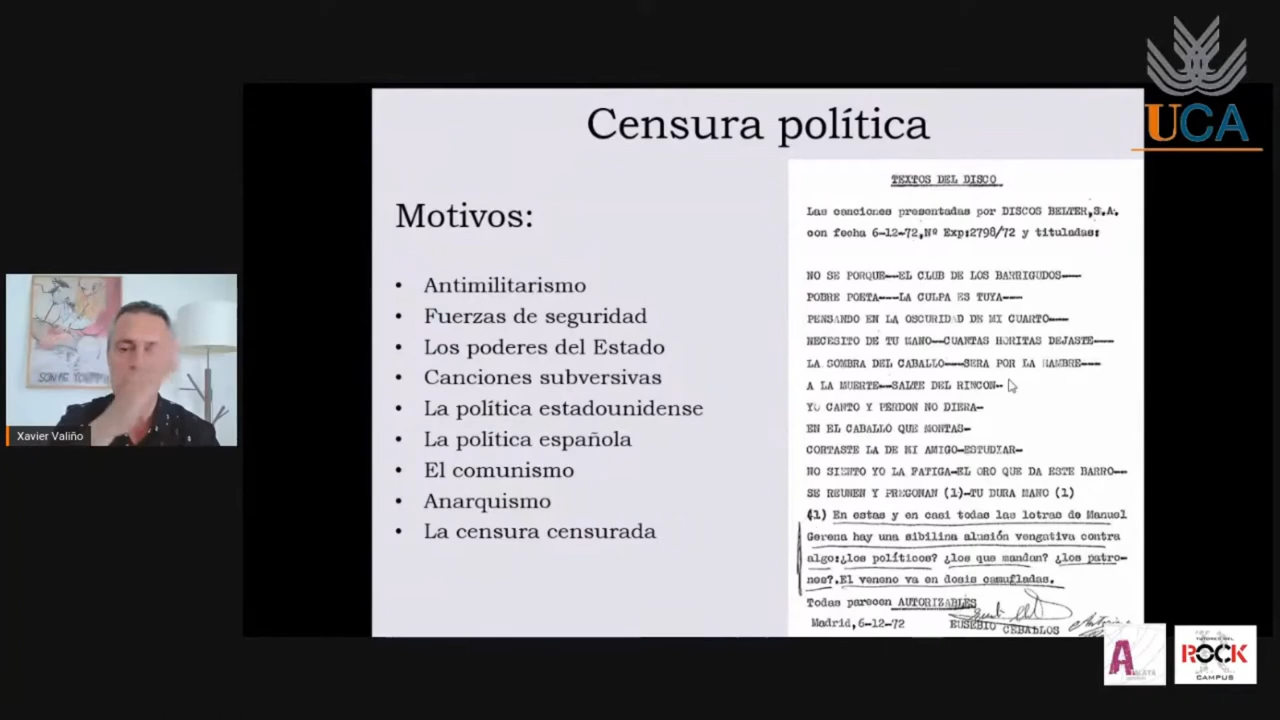 Censura política
UCA
Motivos:
• Antimilitarismo
• Fuerzas de seguridad
• Los poderes del Estado
• Canciones subversivas
• La política estadounidense
• La política española
• El comunismo
• Anarquismo
• La censura censurada
TEXTOS DEL DISCO
Las canciones presentadas por DISCOS BELTER,S.A.
con fecha 6-12-72,Nº Exp:2798/72 y tituladas:
NO SE PORQUE--EL CLUB DE LOS BARRIGUDOS---
POBRE POETA---LA CULPA ES TUYA---
PENSANDO EN LA OSCURIDAD DE MI CUARTO---
NECESITO DE TU MANO--CUANTAS HORITAS DEJASTE---
LA SOMBRA DEL CABALLO---SERA POR LA HAMBRE---
A LA MUERTE--SALTE DEL RINCON--
YO CANTO Y PERDON NO DIERA-
EN EL CABALLO QUE MONTAS-
CORTASTE LA DE MI AMIGO-ESTUDIAR-
NO SIENTO YO LA FATIGA-EL ORO QUE DA ESTE BARRO--
SE REUNEN Y PREGONAN (1)-TU DURA MANO (1)
(1) En estas y en casi todas las lotras de Manuel
Gerena hay una sibilina alusión vengativa contra
algo:¿los políticos? ¿los que mandan? ¿los patro-
nos?.El veneno va en dosis camufladas.
Todas parecen AUTORIZABLES
Madrid,6-12-72
EUSEBIO CEBALLOS
Xavier Valiño
A
ROCK
CAMPUS